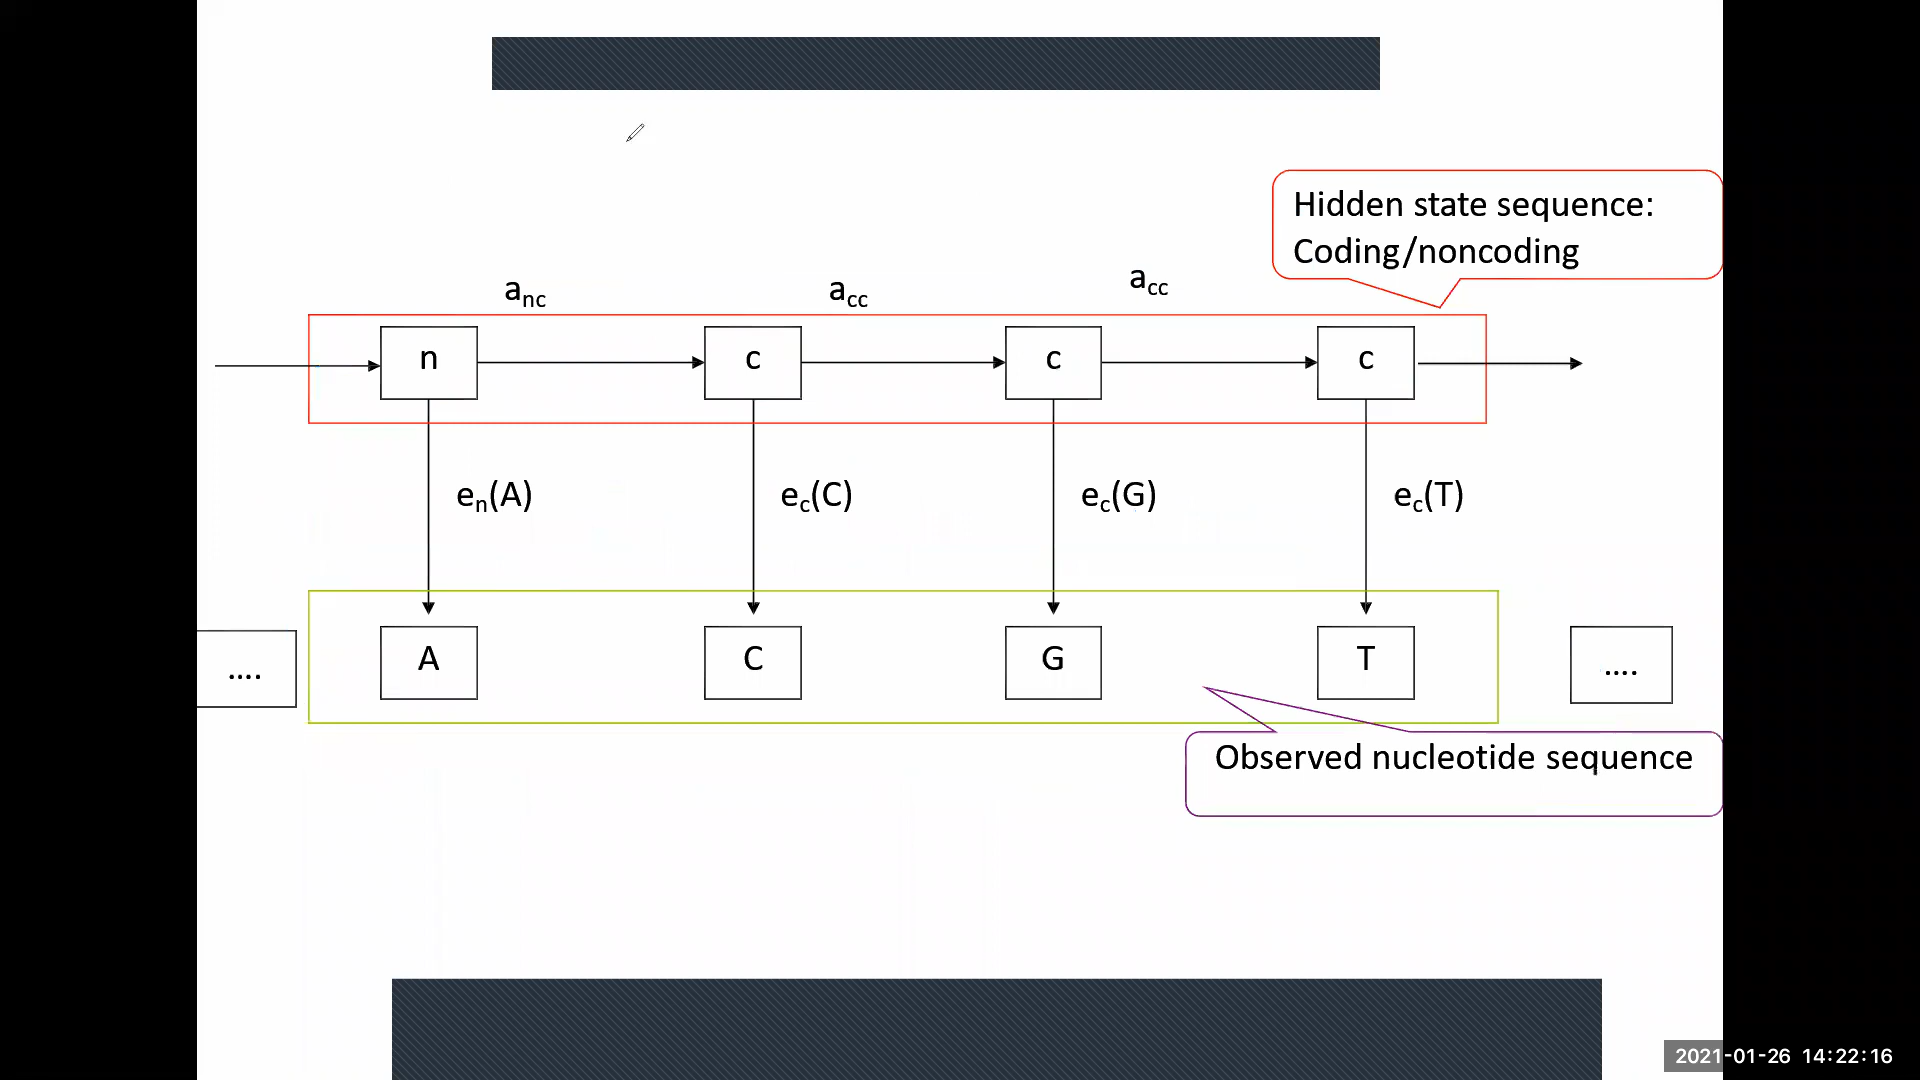 Hidden state sequence:
Coding/noncoding
aₙc acc acc
n c c c
eₙ(A) ec(C) ec(G) ec(T)
.... A C G T ....
Observed nucleotide sequence
2021-01-26 14:22:16